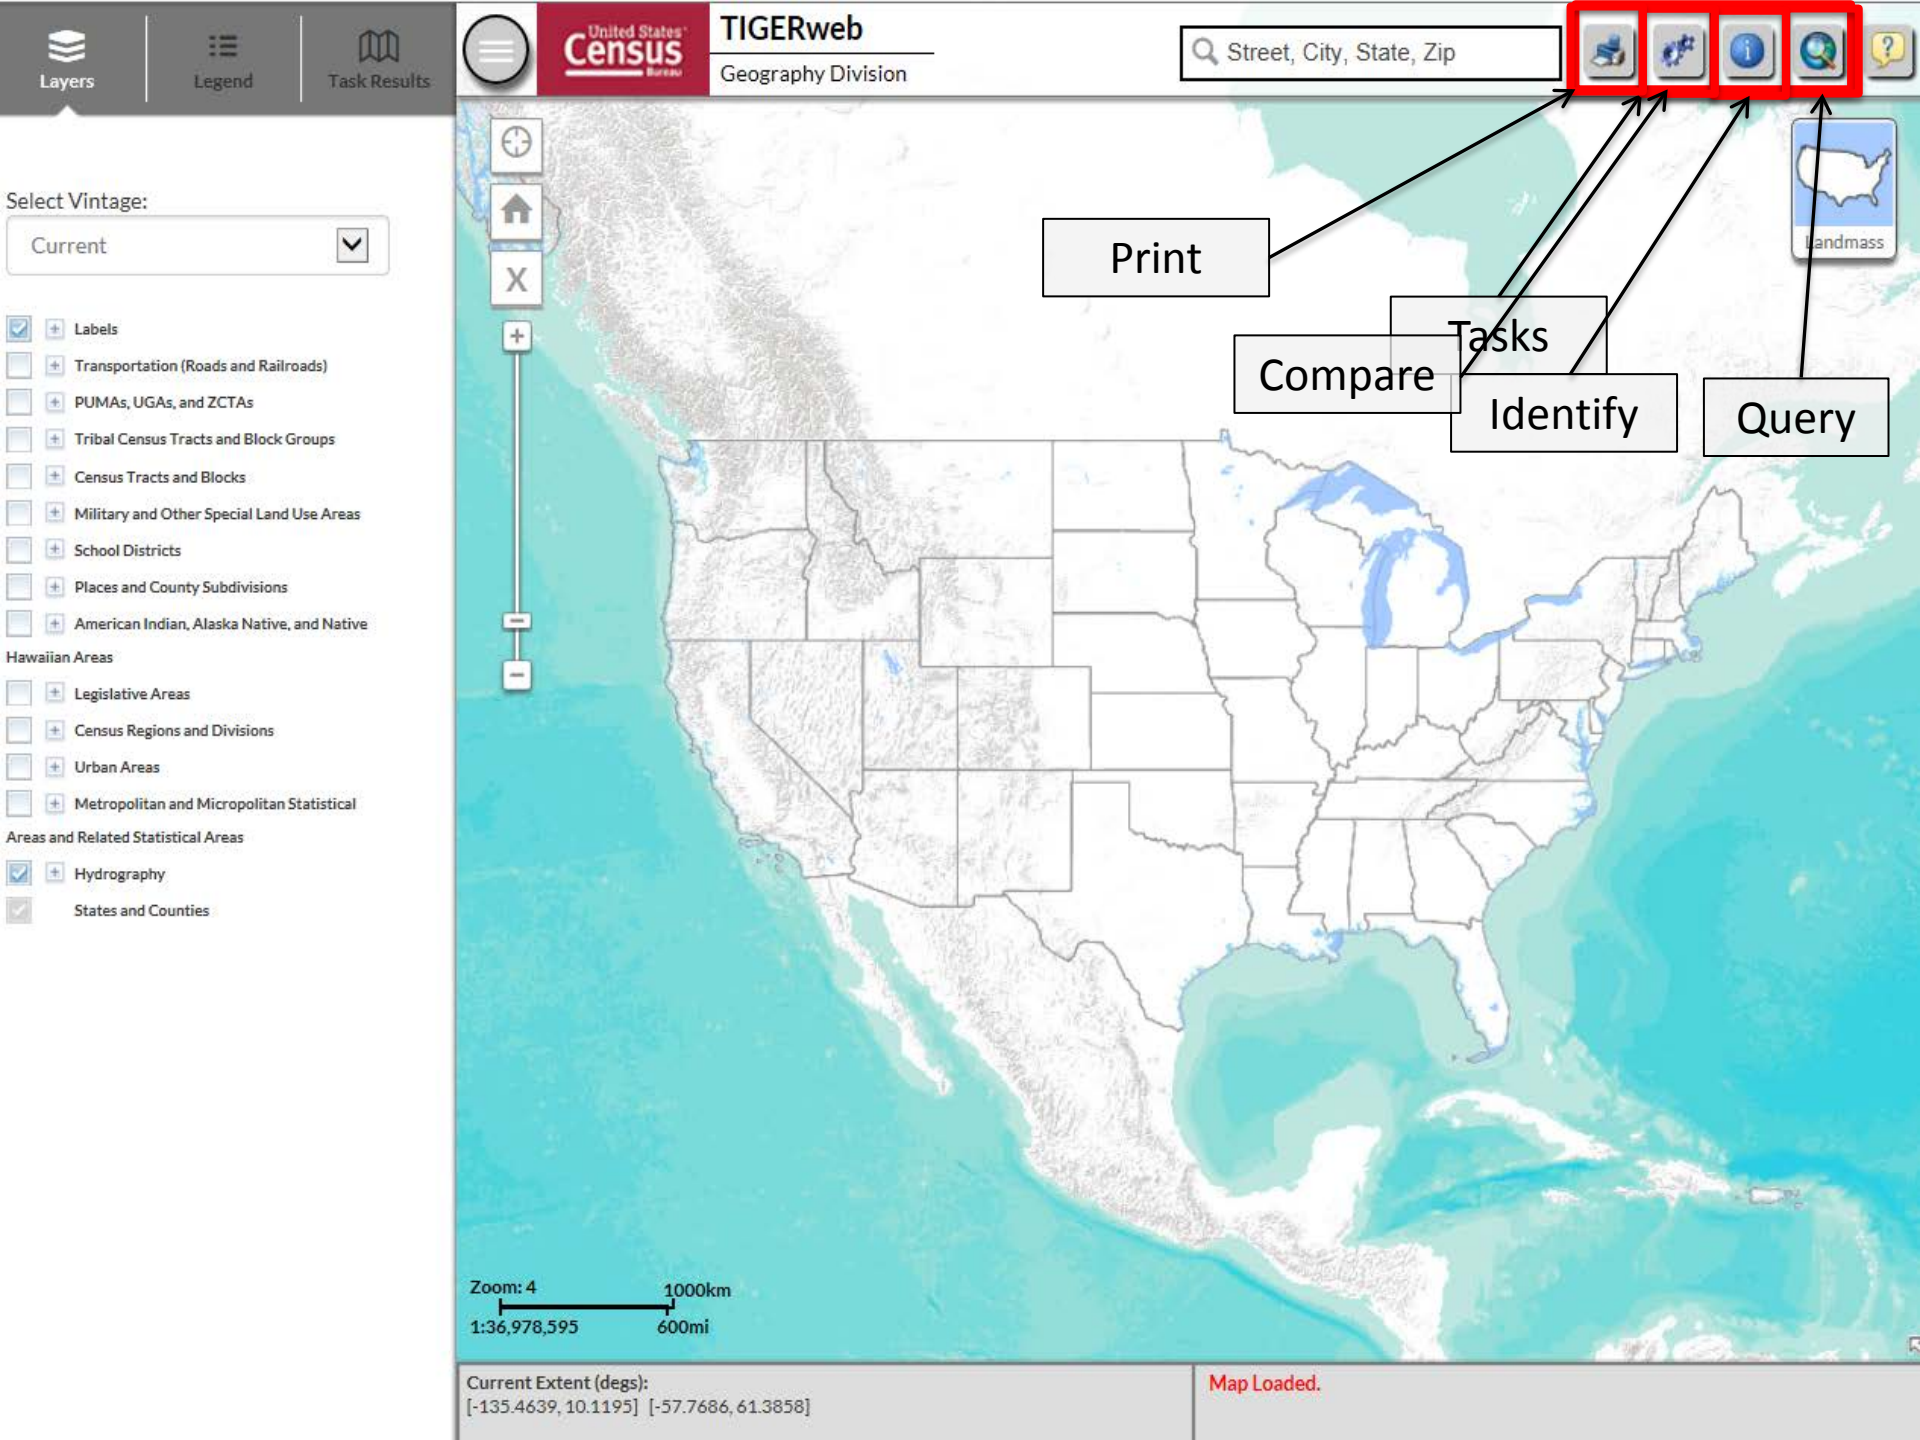 Layers
Legend
Task Results
United States
Census
Bureau
TIGERweb
Geography Division
Street, City, State, Zip
Select Vintage:
Current
Labels
Transportation (Roads and Railroads)
PUMAs, UGAs, and ZCTAs
Tribal Census Tracts and Block Groups
Census Tracts and Blocks
Military and Other Special Land Use Areas
School Districts
Places and County Subdivisions
American Indian, Alaska Native, and Native
Hawaiian Areas
Legislative Areas
Census Regions and Divisions
Urban Areas
Metropolitan and Micropolitan Statistical
Areas and Related Statistical Areas
Hydrography
States and Counties
X
Landmass
Print
Tasks
Compare
Identify
Query
Zoom: 4
1000km
1:36,978,595
600mi
Current Extent (degs):
[-135.4639, 10.1195] [-57.7686, 61.3858]
Map Loaded.